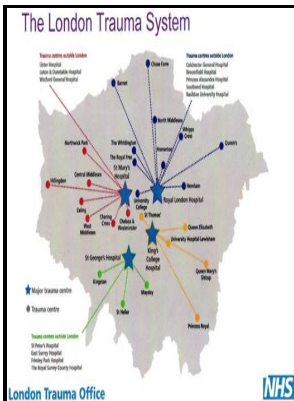 The London Trauma System
Trauma centres outside London
Lister Hospital
Luton & Dunstable Hospital
Watford General Hospital
Trauma centres outside London
Colchester General Hospital
Broomfield Hospital
Princess Alexandra Hospital
Southend Hospital
Basildon University Hospital
Chase Farm
Barnet
North Middlesex
Whipps
Cross
Queen's
Northwick Park
The Whittington
The Royal Free
Homerton
St Mary's
Hospital
Central Middlesex
Hillingdon
Newham
Royal London Hospital
University
College
Ealing
West
Middlesex
Charing
Cross
Chelsea &
Westminster
St Thomas'
King's
College
Hospital
Queen Elizabeth
University Hospital Lewisham
St George's Hospital
Queen Mary's
Sidcup
Kingston
Mayday
St Helier
Princess Royal
Major trauma centre
Trauma centre
Trauma centres outside London
St Peter's Hospital
East Surrey Hospital
Frimley Park Hospital
The Royal Surrey County Hospital
London Trauma Office
NHS